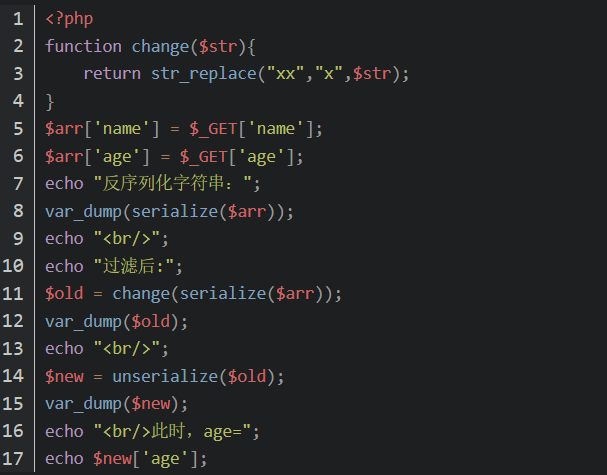 1 <?php
2 function change($str){
3     return str_replace("xx","x",$str);
4 }
5 $arr['name'] = $_GET['name'];
6 $arr['age'] = $_GET['age'];
7 echo "反序列化字符串：";
8 var_dump(serialize($arr));
9 echo "<br/>";
10 echo "过滤后:";
11 $old = change(serialize($arr));
12 var_dump($old);
13 echo "<br/>";
14 $new = unserialize($old);
15 var_dump($new);
16 echo "<br/>此时，age=";
17 echo $new['age'];